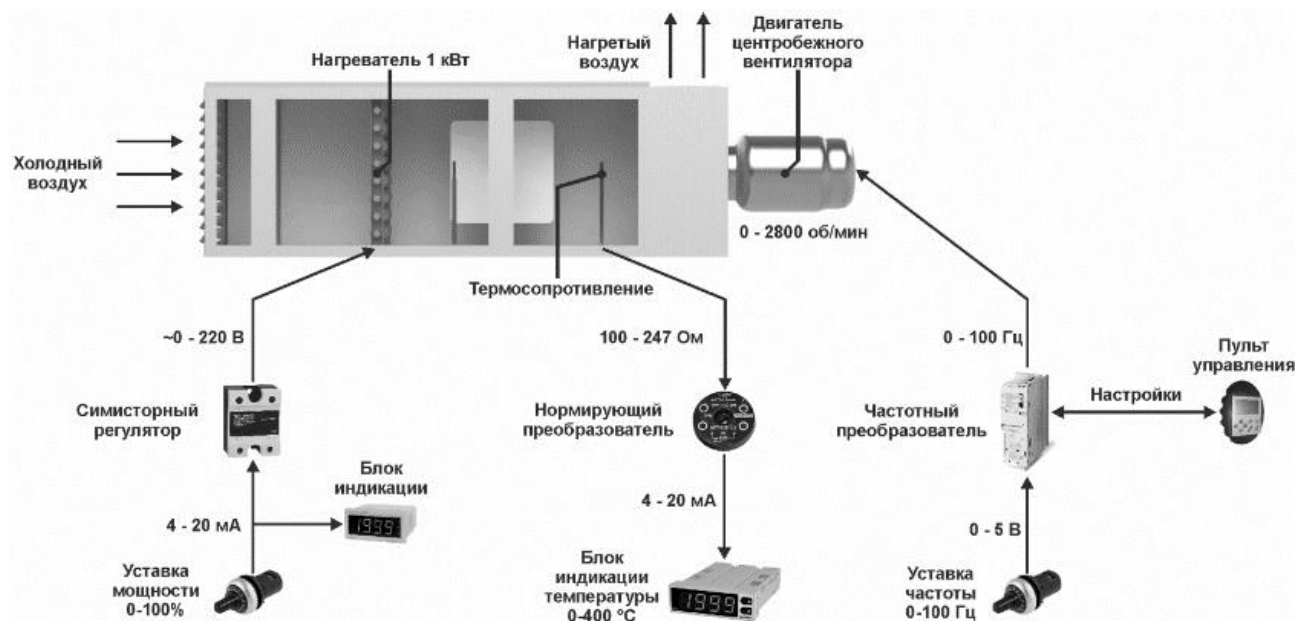 Нагреватель 1 кВт
Нагретый
воздух
Двигатель
центробежного
вентилятора
Холодный
воздух
0 - 2800 об/мин
Термосопротивление
~0 - 220 В
100 - 247 Ом
0 - 100 Гц
Пульт
управления
Симисторный
регулятор
Нормирующий
преобразователь
Частотный
преобразователь
Настройки
Блок
индикации
4 - 20 мА
1999
4 - 20 мА
0 - 5 В
Уставка
мощности
0-100%
Блок
индикации
температуры
0-400 °С
1999
Уставка
частоты
0-100 Гц